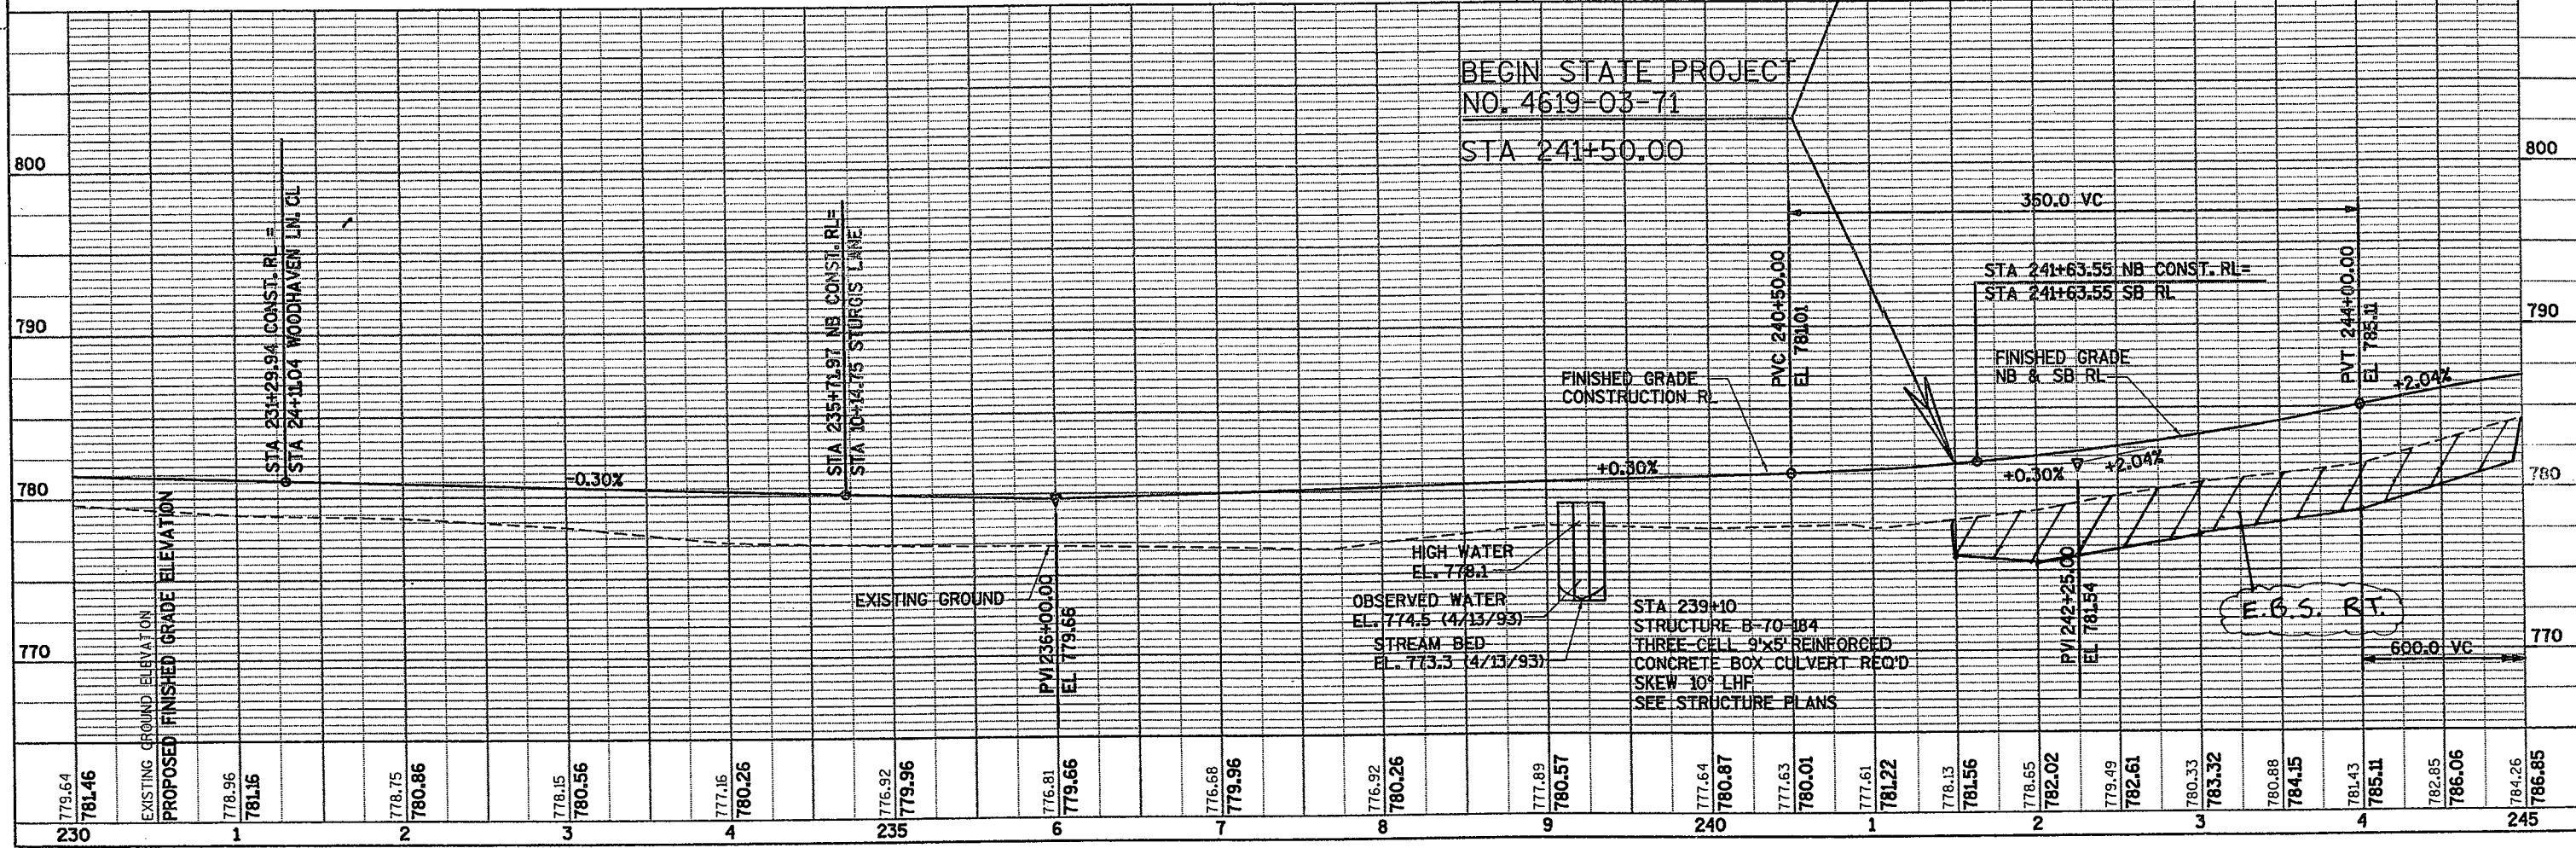 BEGIN STATE PROJECT
NO. 4619-03-71
STA 241+50.00
800
790
780
770
800
790
780
770
STA 231+29.94 CONST. RL =
STA 24+11.04 WOODHAVEN LN. CL
STA 235+71.97 NB CONST. RL=
STA 10+14.75 STURGIS LANE
-0.30%
+0.30%
350.0 VC
PVC 240+50.00
EL 781.01
STA 241+63.55 NB CONST. RL=
STA 241+63.55 SB RL
PVT 244+00.00
EL 785.11
FINISHED GRADE
CONSTRUCTION RL
FINISHED GRADE
NB & SB RL
+2.04%
+0.30%
+2.04%
EXISTING GROUND
PVI 236+00.00
EL 779.66
HIGH WATER
EL. 778.1
OBSERVED WATER
EL. 774.5 (4/13/93)
STREAM BED
EL. 773.3 (4/13/93)
STA 239+10
STRUCTURE B-70-184
THREE-CELL 9'x5' REINFORCED
CONCRETE BOX CULVERT REQ'D
SKEW 10° LHF
SEE STRUCTURE PLANS
PVI 242+25.00
EL 781.54
E.B.S. RT.
600.0 VC
EXISTING GROUND ELEVATION
PROPOSED FINISHED GRADE ELEVATION
779.64
781.46
778.96
781.16
778.75
780.86
778.15
780.56
777.16
780.26
776.92
779.96
776.81
779.66
776.68
779.96
776.92
780.26
777.89
780.57
777.64
780.87
777.63
780.01
777.61
781.22
778.13
781.56
778.65
782.02
779.49
782.61
780.33
783.32
780.88
784.15
781.43
785.11
782.85
786.06
784.26
786.85
230 1 2 3 4 235 6 7 8 9 240 1 2 3 4 245